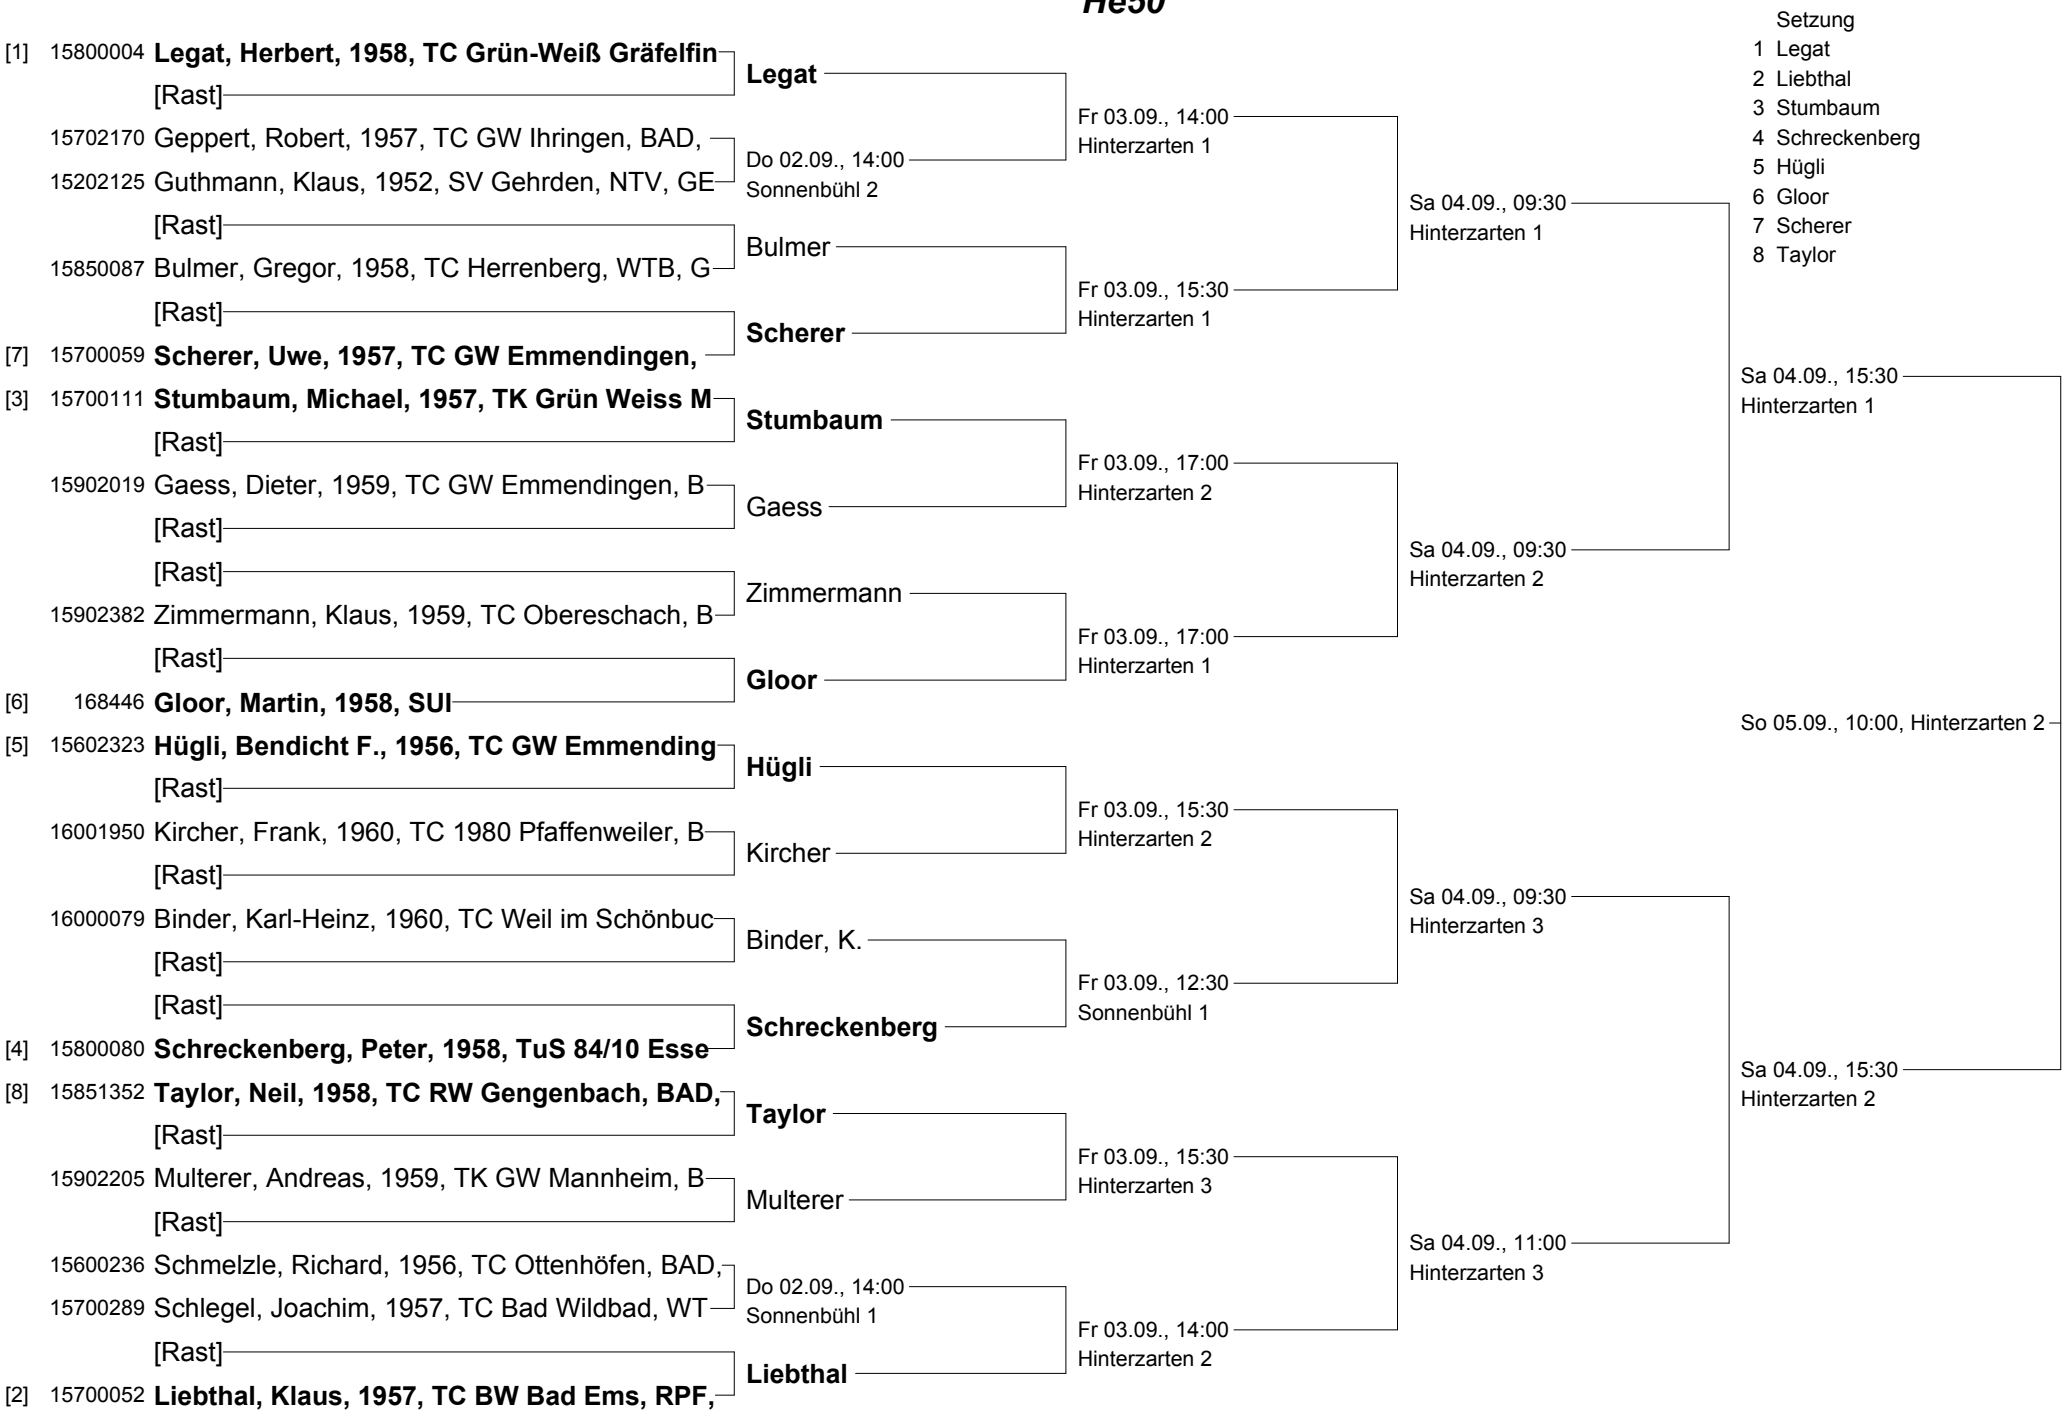 He50
Setzung
1 Legat
2 Liebthal
3 Stumbaum
4 Schreckenberg
5 Hügli
6 Gloor
7 Scherer
8 Taylor
[1] 15800004 Legat, Herbert, 1958, TC Grün-Weiß Gräfelfin
[Rast]
15702170 Geppert, Robert, 1957, TC GW Ihringen, BAD,
15202125 Guthmann, Klaus, 1952, SV Gehrden, NTV, GE
[Rast]
15850087 Bulmer, Gregor, 1958, TC Herrenberg, WTB, G
[Rast]
[7] 15700059 Scherer, Uwe, 1957, TC GW Emmendingen,
[3] 15700111 Stumbaum, Michael, 1957, TK Grün Weiss M
[Rast]
15902019 Gaess, Dieter, 1959, TC GW Emmendingen, B
[Rast]
[Rast]
15902382 Zimmermann, Klaus, 1959, TC Obereschach, B
[Rast]
[6] 168446 Gloor, Martin, 1958, SUI
[5] 15602323 Hügli, Bendicht F., 1956, TC GW Emmending
[Rast]
16001950 Kircher, Frank, 1960, TC 1980 Pfaffenweiler, B
[Rast]
16000079 Binder, Karl-Heinz, 1960, TC Weil im Schönbuc
[Rast]
[Rast]
[4] 15800080 Schreckenberg, Peter, 1958, TuS 84/10 Esse
[8] 15851352 Taylor, Neil, 1958, TC RW Gengenbach, BAD,
[Rast]
15902205 Multerer, Andreas, 1959, TK GW Mannheim, B
[Rast]
15600236 Schmelzle, Richard, 1956, TC Ottenhöfen, BAD,
15700289 Schlegel, Joachim, 1957, TC Bad Wildbad, WT
[Rast]
[2] 15700052 Liebthal, Klaus, 1957, TC BW Bad Ems, RPF,
Legat
Do 02.09., 14:00
Sonnenbühl 2
Bulmer
Scherer
Stumbaum
Gaess
Zimmermann
Gloor
Hügli
Kircher
Binder, K.
Schreckenberg
Taylor
Multerer
Do 02.09., 14:00
Sonnenbühl 1
Liebthal
Fr 03.09., 14:00
Hinterzarten 1
Fr 03.09., 15:30
Hinterzarten 1
Fr 03.09., 17:00
Hinterzarten 2
Fr 03.09., 17:00
Hinterzarten 1
Fr 03.09., 15:30
Hinterzarten 2
Fr 03.09., 12:30
Sonnenbühl 1
Fr 03.09., 15:30
Hinterzarten 3
Fr 03.09., 14:00
Hinterzarten 2
Sa 04.09., 09:30
Hinterzarten 1
Sa 04.09., 09:30
Hinterzarten 2
Sa 04.09., 09:30
Hinterzarten 3
Sa 04.09., 11:00
Hinterzarten 3
Sa 04.09., 15:30
Hinterzarten 1
Sa 04.09., 15:30
Hinterzarten 2
So 05.09., 10:00, Hinterzarten 2